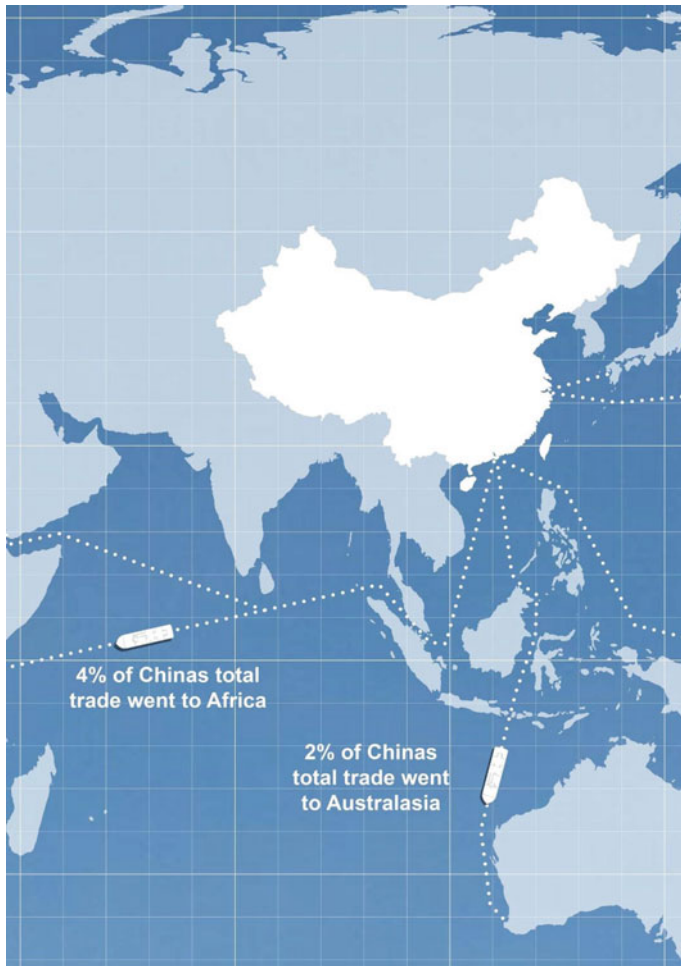 4% of Chinas total
trade went to Africa
2% of Chinas
total trade went
to Australasia